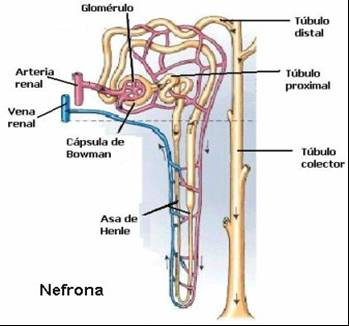 Glomérulo
Túbulo
distal
Arteria
renal
Túbulo
proximal
Vena
renal
Cápsula de
Bowman
Túbulo
colector
Asa de
Henle
Nefrona